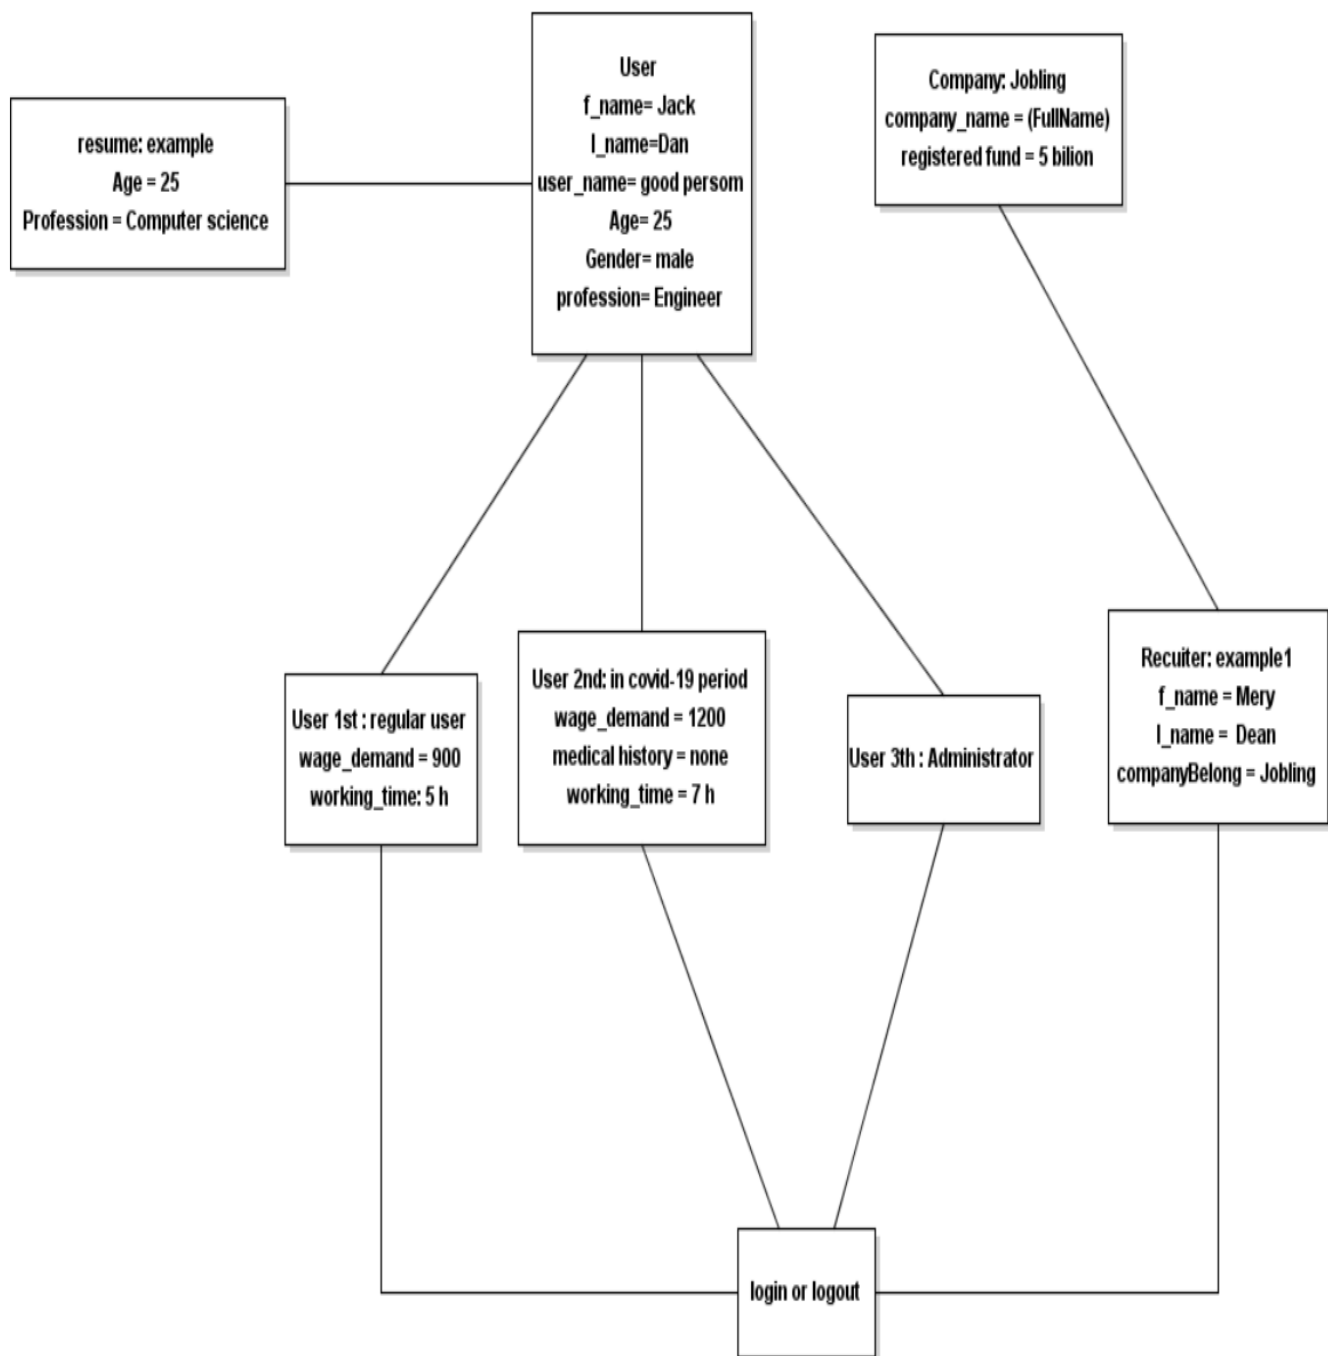 User
f_name= Jack
l_name=Dan
user_name= good persom
Age= 25
Gender= male
profession= Engineer
Company: Jobling
company_name = (FullName)
registered fund = 5 bilion
resume: example
Age = 25
Profession = Computer science
User 1st : regular user
wage_demand = 900
working_time: 5 h
User 2nd: in covid-19 period
wage_demand = 1200
medical history = none
working_time = 7 h
User 3th : Administrator
Recuiter: example1
f_name = Mery
l_name = Dean
companyBelong = Jobling
login or logout